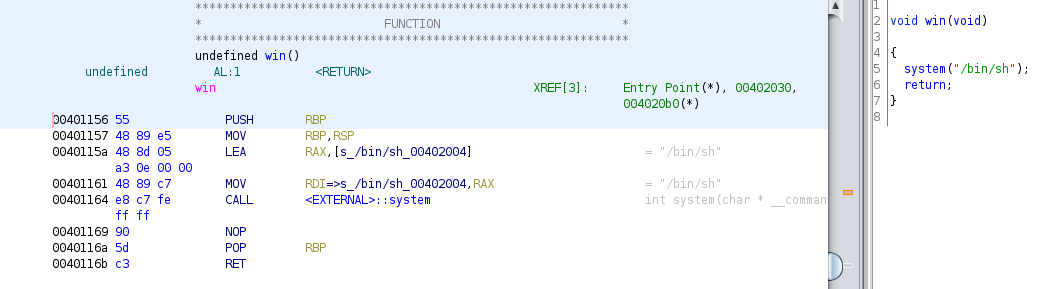 *************************************************************
* FUNCTION *
*************************************************************
undefined win()
undefined AL:1 <RETURN>
win XREF[3]: Entry Point(*), 00402030,
004020b0(*)
00401156 55 PUSH RBP
00401157 48 89 e5 MOV RBP,RSP
0040115a 48 8d 05 LEA RAX,[s_/bin/sh_00402004] = "/bin/sh"
a3 0e 00 00
00401161 48 89 c7 MOV RDI=>s_/bin/sh_00402004,RAX = "/bin/sh"
00401164 e8 c7 fe CALL <EXTERNAL>::system int system(char * __comman
ff ff
00401169 90 NOP
0040116a 5d POP RBP
0040116b c3 RET
1
2 void win(void)
3
4 {
5 system("/bin/sh");
6 return;
7 }
8